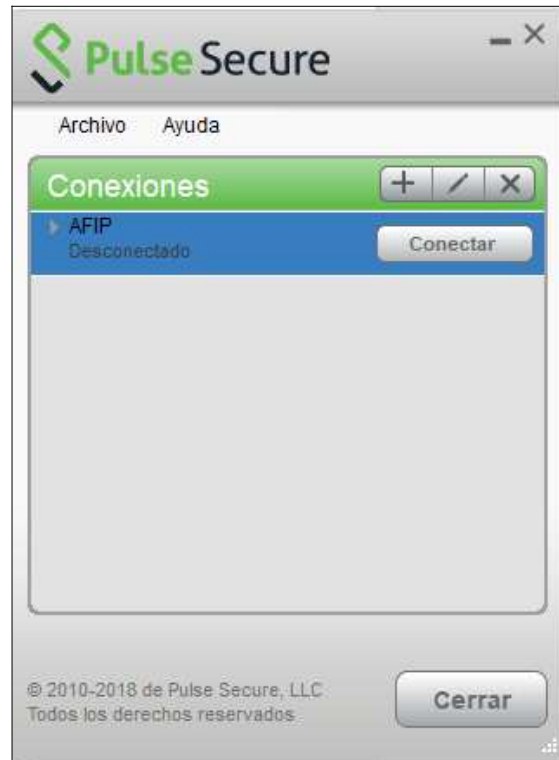 Pulse Secure
Archivo Ayuda
Conexiones
AFIP
Desconectado
Conectar
© 2010-2018 de Pulse Secure, LLC
Todos los derechos reservados
Cerrar